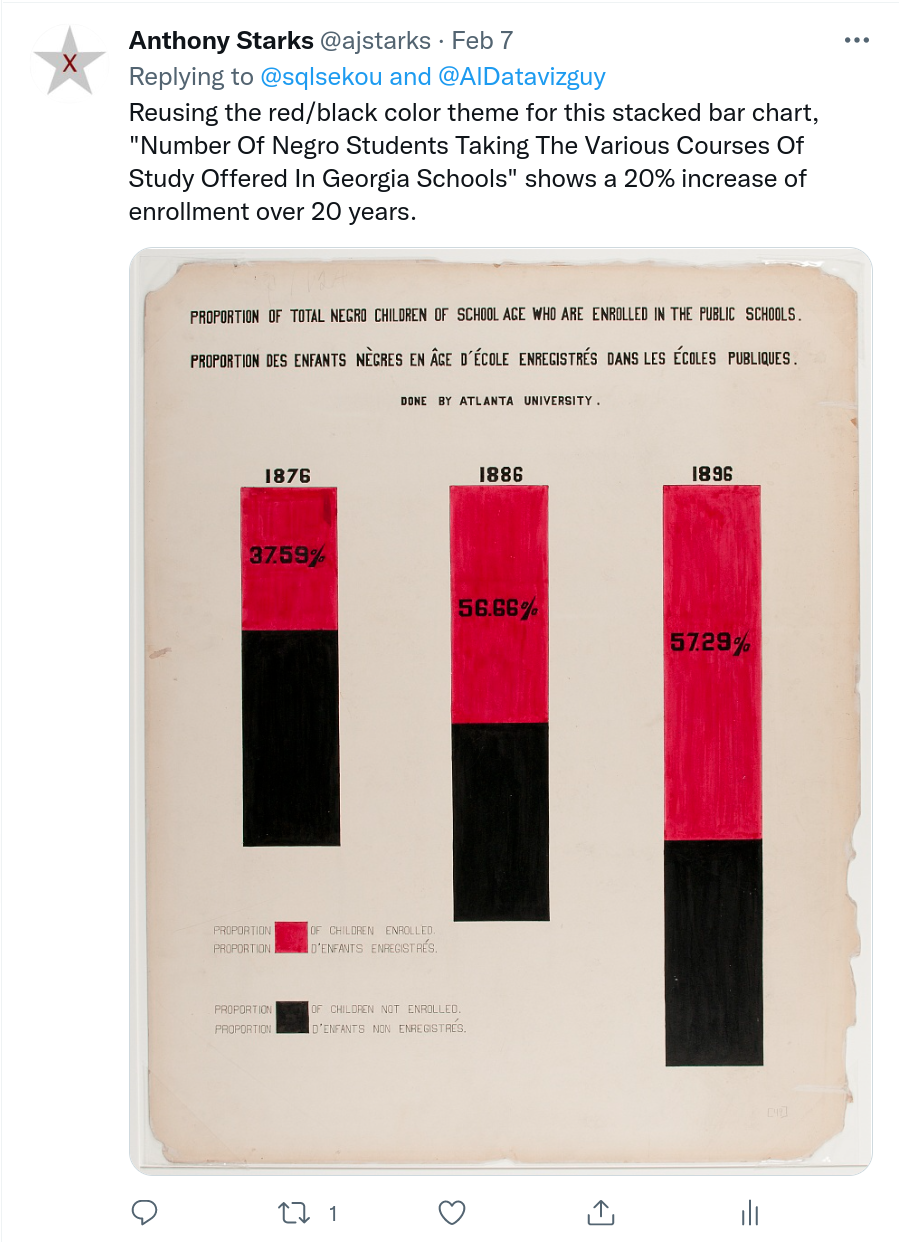 X
Anthony Starks @ajstarks · Feb 7
Replying to @sqlsekou and @AlDatavizguy
Reusing the red/black color theme for this stacked bar chart,
"Number Of Negro Students Taking The Various Courses Of
Study Offered In Georgia Schools" shows a 20% increase of
enrollment over 20 years.
PROPORTION OF TOTAL NEGRO CHILDREN OF SCHOOL AGE WHO ARE ENROLLED IN THE PUBLIC SCHOOLS.
PROPORTION DES ENFANTS NÈGRES EN ÂGE D'ÉCOLE ENREGISTRÉS DANS LES ÉCOLES PUBLIQUES.
DONE BY ATLANTA UNIVERSITY.
1876 1886 1896
37.59%
56.66%
57.29%
PROPORTION OF CHILDREN ENROLLED.
PROPORTION D'ENFANTS ENREGISTRÉS.
PROPORTION OF CHILDREN NOT ENROLLED.
PROPORTION D'ENFANTS NON ENREGISTRÉS.
1